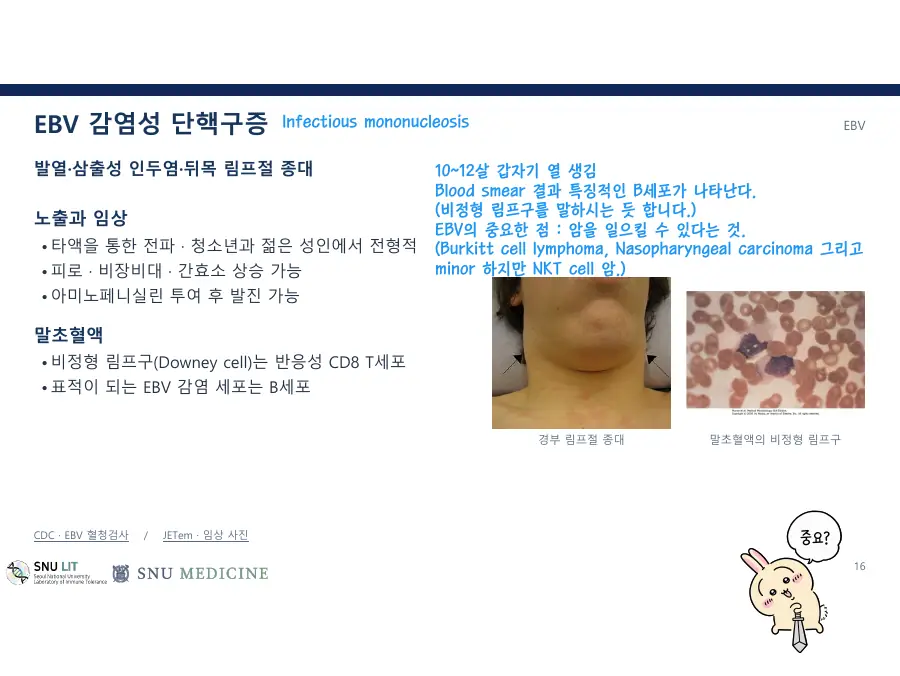 EBV 감염성 단핵구증 Infectious mononucleosis
EBV
발열·삼출성 인두염·뒤목 림프절 종대
노출과 임상
• 타액을 통한 전파 · 청소년과 젊은 성인에서 전형적
• 피로 · 비장비대 · 간효소 상승 가능
• 아미노페니실린 투여 후 발진 가능
말초혈액
• 비정형 림프구(Downey cell)는 반응성 CD8 T세포
• 표적이 되는 EBV 감염 세포는 B세포
10~12살 갑자기 열 생김
Blood smear 결과 특징적인 B세포가 나타난다.
(비정형 림프구를 말하시는 듯 합니다.)
EBV의 중요한 점 : 암을 일으킬 수 있다는 것.
(Burkitt cell lymphoma, Nasopharyngeal carcinoma 그리고
minor 하지만 NKT cell 암.)
경부 림프절 종대
말초혈액의 비정형 림프구
CDC · EBV 혈청검사 / JETem · 임상 사진
SNU LIT
Seoul National University
Laboratory of Immune Tolerance
SNU MEDICINE
중요?
16